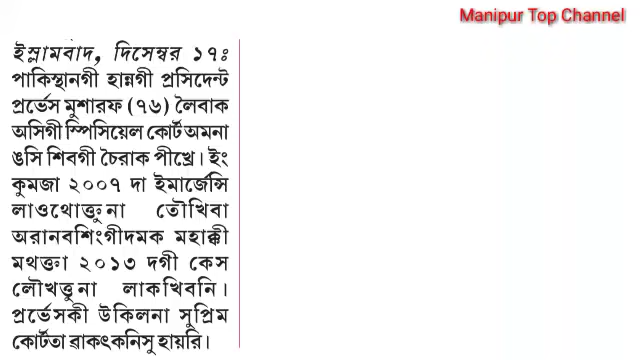 Manipur Top Channel
ইস্লামবাদ, দিসেম্বর ১৭ঃ
পাকিস্থানগী হান্নগী প্রসিদেন্ট
প্রর্ভেস মুশারফ (৭৬) লৈবাক
অসিগী স্পিসিয়েল কোর্ট অমনা
ঙসি শিবগী চৈরাক পীখ্রে। ইং
কুমজা ২০০৭ দা ইমার্জেন্সি
লাওথোক্তুনা তৌখিবা
অরানবশিংগীদমক মহাক্কী
মথক্তা ২০১৩ দগী কেস
লৌখত্তুনা লাকখিবনি।
প্রর্ভেসকী উকিলনা সুপ্রিম
কোর্টতা ৱাকৎকনিসু হায়রি।